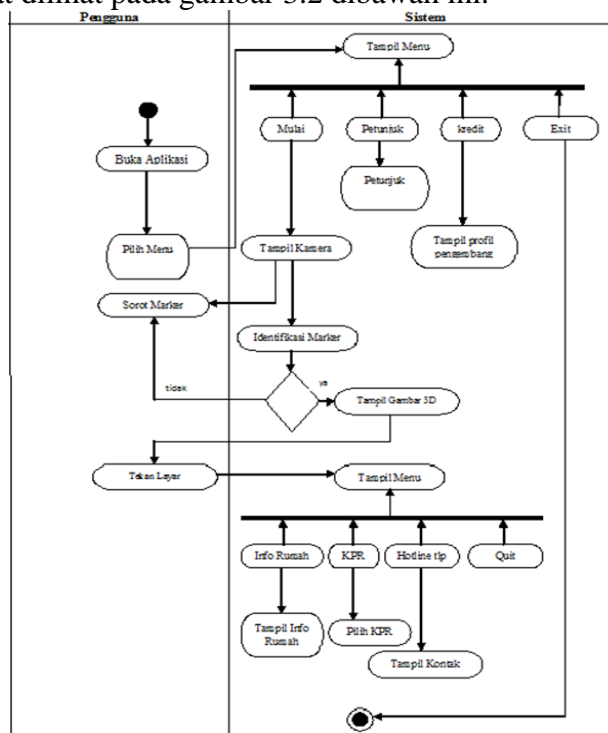 dilihat pada gambar 3.2 dibawah ini.
Pengguna
Sistem
Tampil Menu
Mulai
Petunjuk
kredit
Exit
Buka Aplikasi
Petunjuk
Pilih Menu
Tampil Kamera
Tampil profil
pengembang
Sorot Marker
Identifikasi Marker
tidak
ya
Tampil Gambar 3D
Tekan Layar
Tampil Menu
Info Rumah
KPR
Hotline tlp
Quit
Tampil Info
Rumah
Pilih KPR
Tampil Kontak